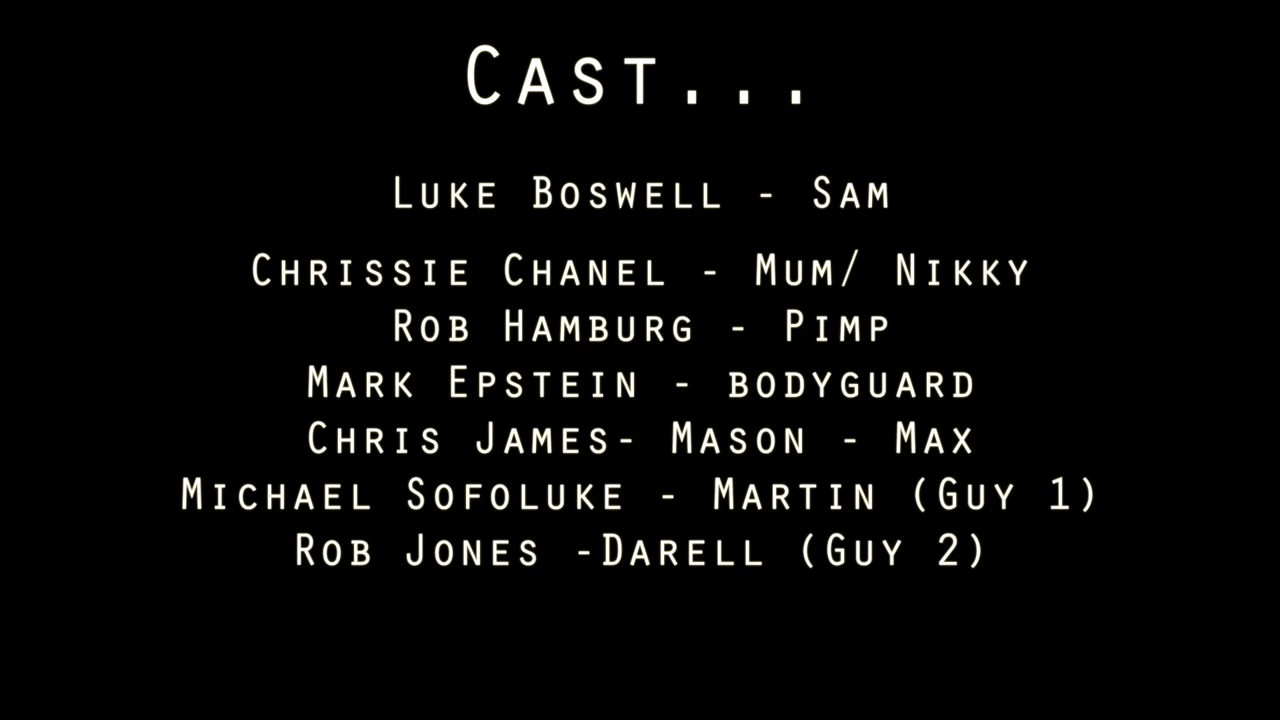 Cast...
Luke Boswell - Sam
Chrissie Chanel - Mum/ Nikky
Rob Hamburg - Pimp
Mark Epstein - bodyguard
Chris James- Mason - Max
Michael Sofoluke - Martin (Guy 1)
Rob Jones -Darell (Guy 2)